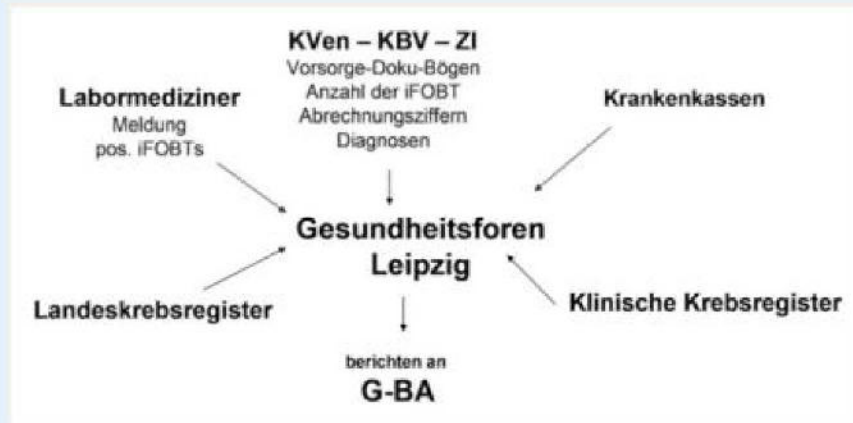 KVen – KBV – ZI
Vorsorge-Doku-Bögen
Anzahl der iFOBT
Abrechnungsziffern
Diagnosen
Labormediziner
Meldung
pos. iFOBTs
Krankenkassen
Gesundheitsforen
Leipzig
Landeskrebsregister
Klinische Krebsregister
berichten an
G-BA